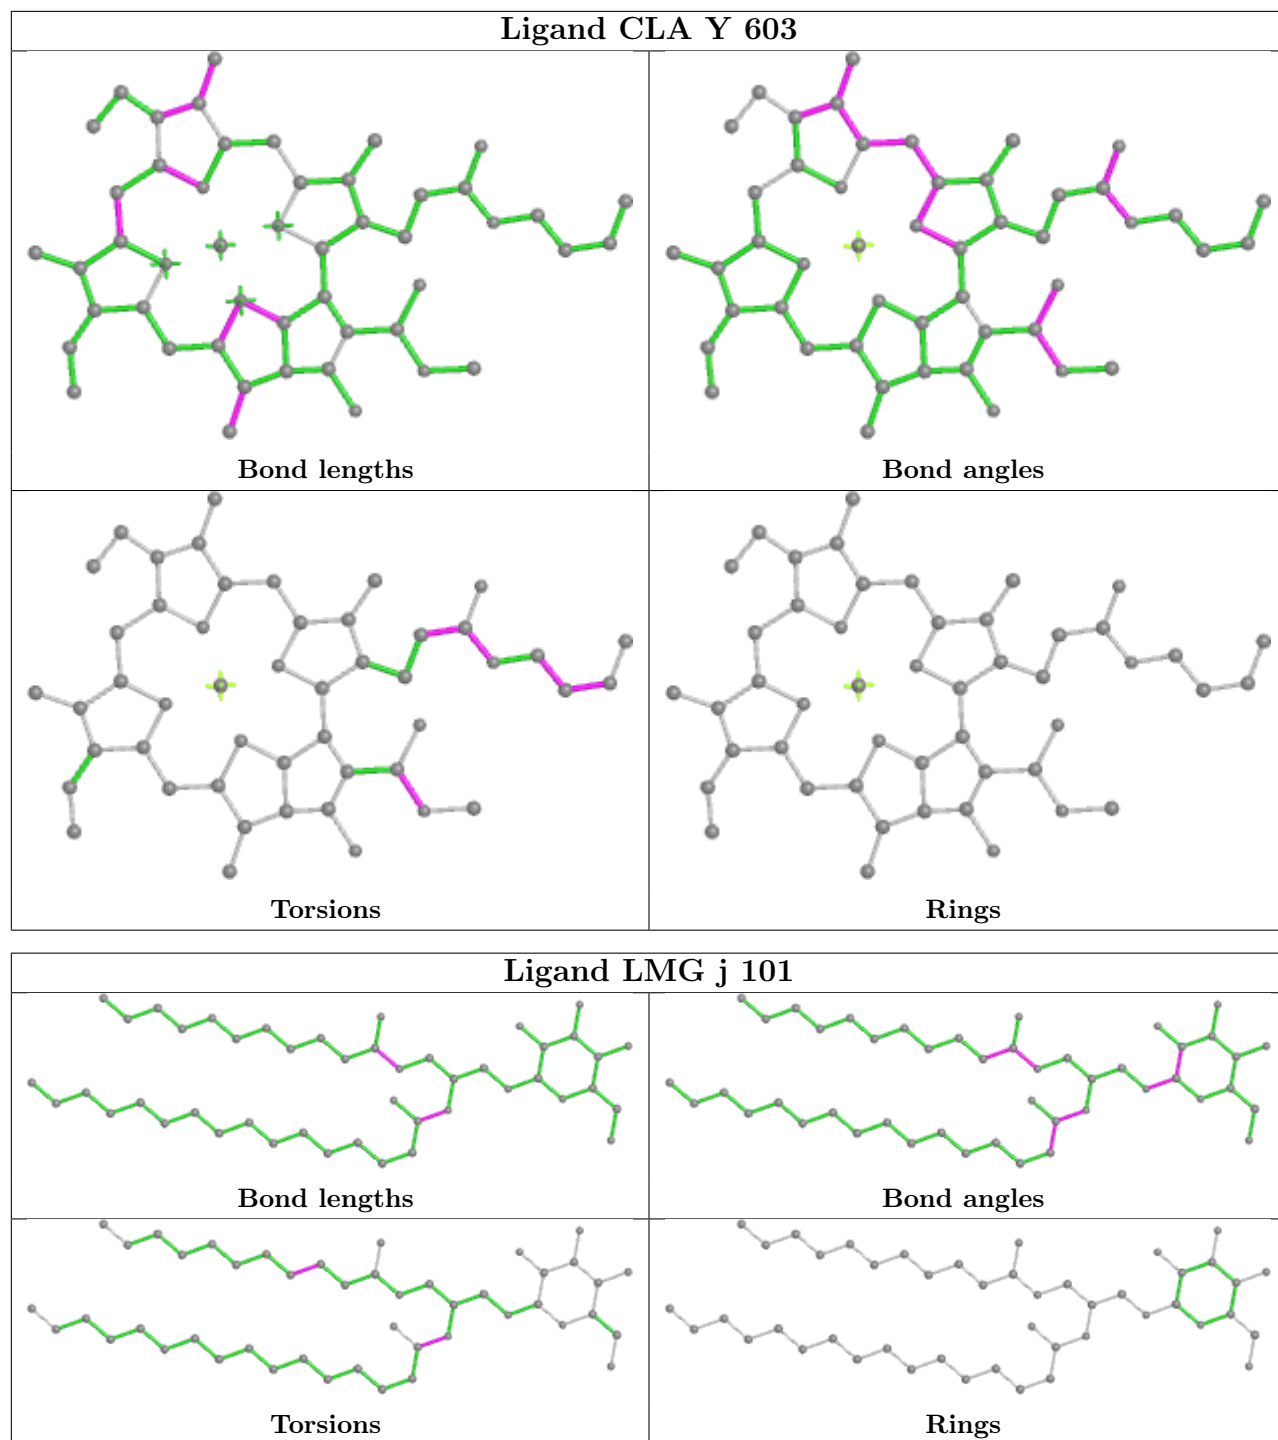 Ligand CLA Y 603
Bond lengths
Bond angles
Torsions
Rings
Ligand LMG j 101
Bond lengths
Bond angles
Torsions
Rings